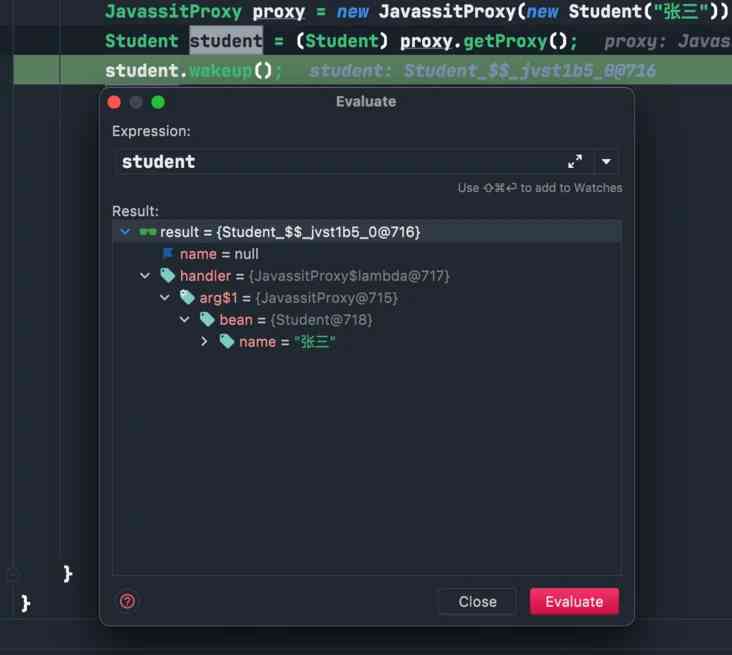 JavassitProxy proxy = new JavassitProxy(new Student("张三"))
Student student = (Student) proxy.getProxy(); proxy: Javas
student.wakeup(); student: Student_$$_jvst1b5_0@716
Evaluate
Expression:
student
Use ⇧⌘⏎ to add to Watches
Result:
result = {Student_$$_jvst1b5_0@716}
name = null
handler = {JavassitProxy$lambda@717}
arg$1 = {JavassitProxy@715}
bean = {Student@718}
name = "张三"
}
}
Close
Evaluate